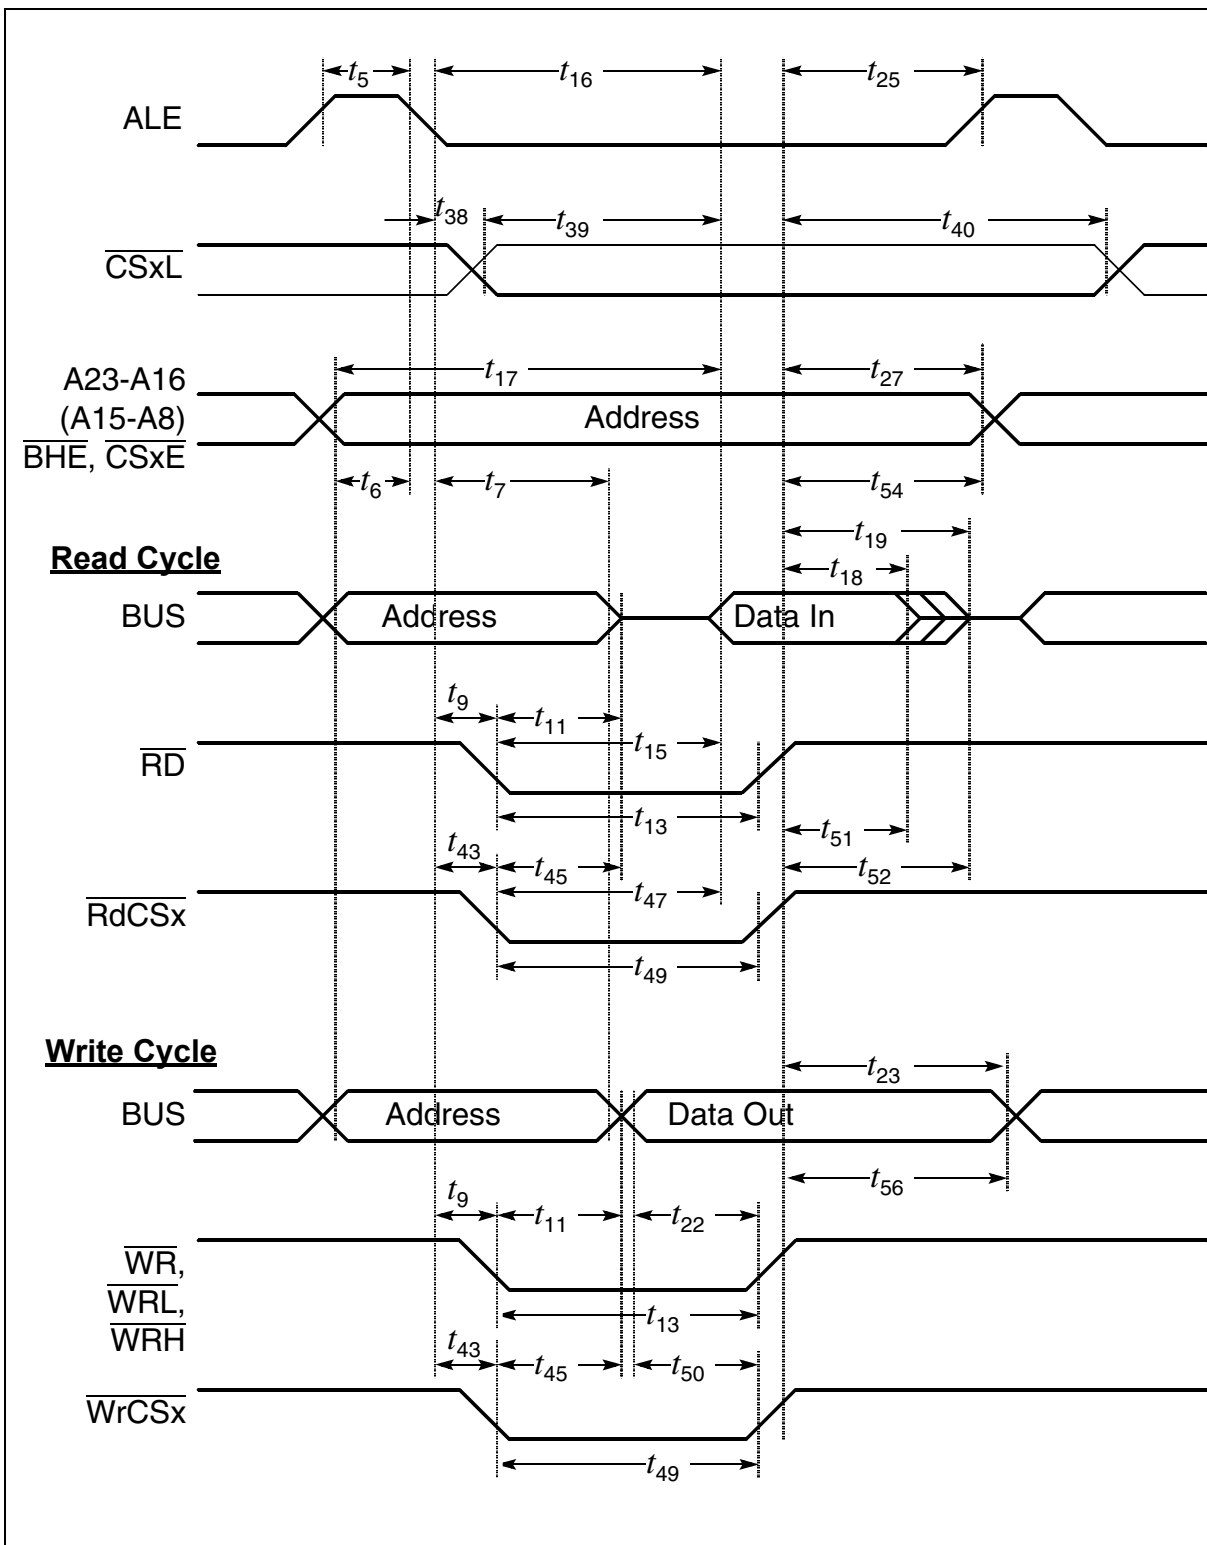 t5
t16
t25
ALE
t38
t39
t40
CSxL
t17
t27
A23-A16
(A15-A8)
BHE, CSxE
Address
t6
t7
t54
t19
Read Cycle
t18
BUS
Address
Data In
t9
t11
t15
RD
t13
t51
t43
t45
t52
t47
RdCSx
t49
Write Cycle
t23
BUS
Address
Data Out
t56
t9
t11
t22
WR,
WRL,
WRH
t13
t43
t45
t50
WrCSx
t49